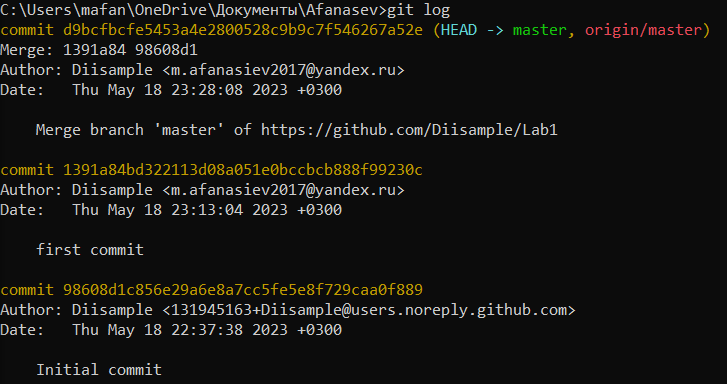 C:\Users\mafan\OneDrive\Документы\Afanasev>git log
commit d9bcfbcfe5453a4e2800528c9b9c7f546267a52e (HEAD -> master, origin/master)
Merge: 1391a84 98608d1
Author: Diisample <m.afanasiev2017@yandex.ru>
Date:   Thu May 18 23:28:08 2023 +0300
    Merge branch 'master' of https://github.com/Diisample/Lab1
commit 1391a84bd322113d08a051e0bccbcb888f99230c
Author: Diisample <m.afanasiev2017@yandex.ru>
Date:   Thu May 18 23:13:04 2023 +0300
    first commit
commit 98608d1c856e29a6e8a7cc5fe5e8f729caa0f889
Author: Diisample <131945163+Diisample@users.noreply.github.com>
Date:   Thu May 18 22:37:38 2023 +0300
    Initial commit